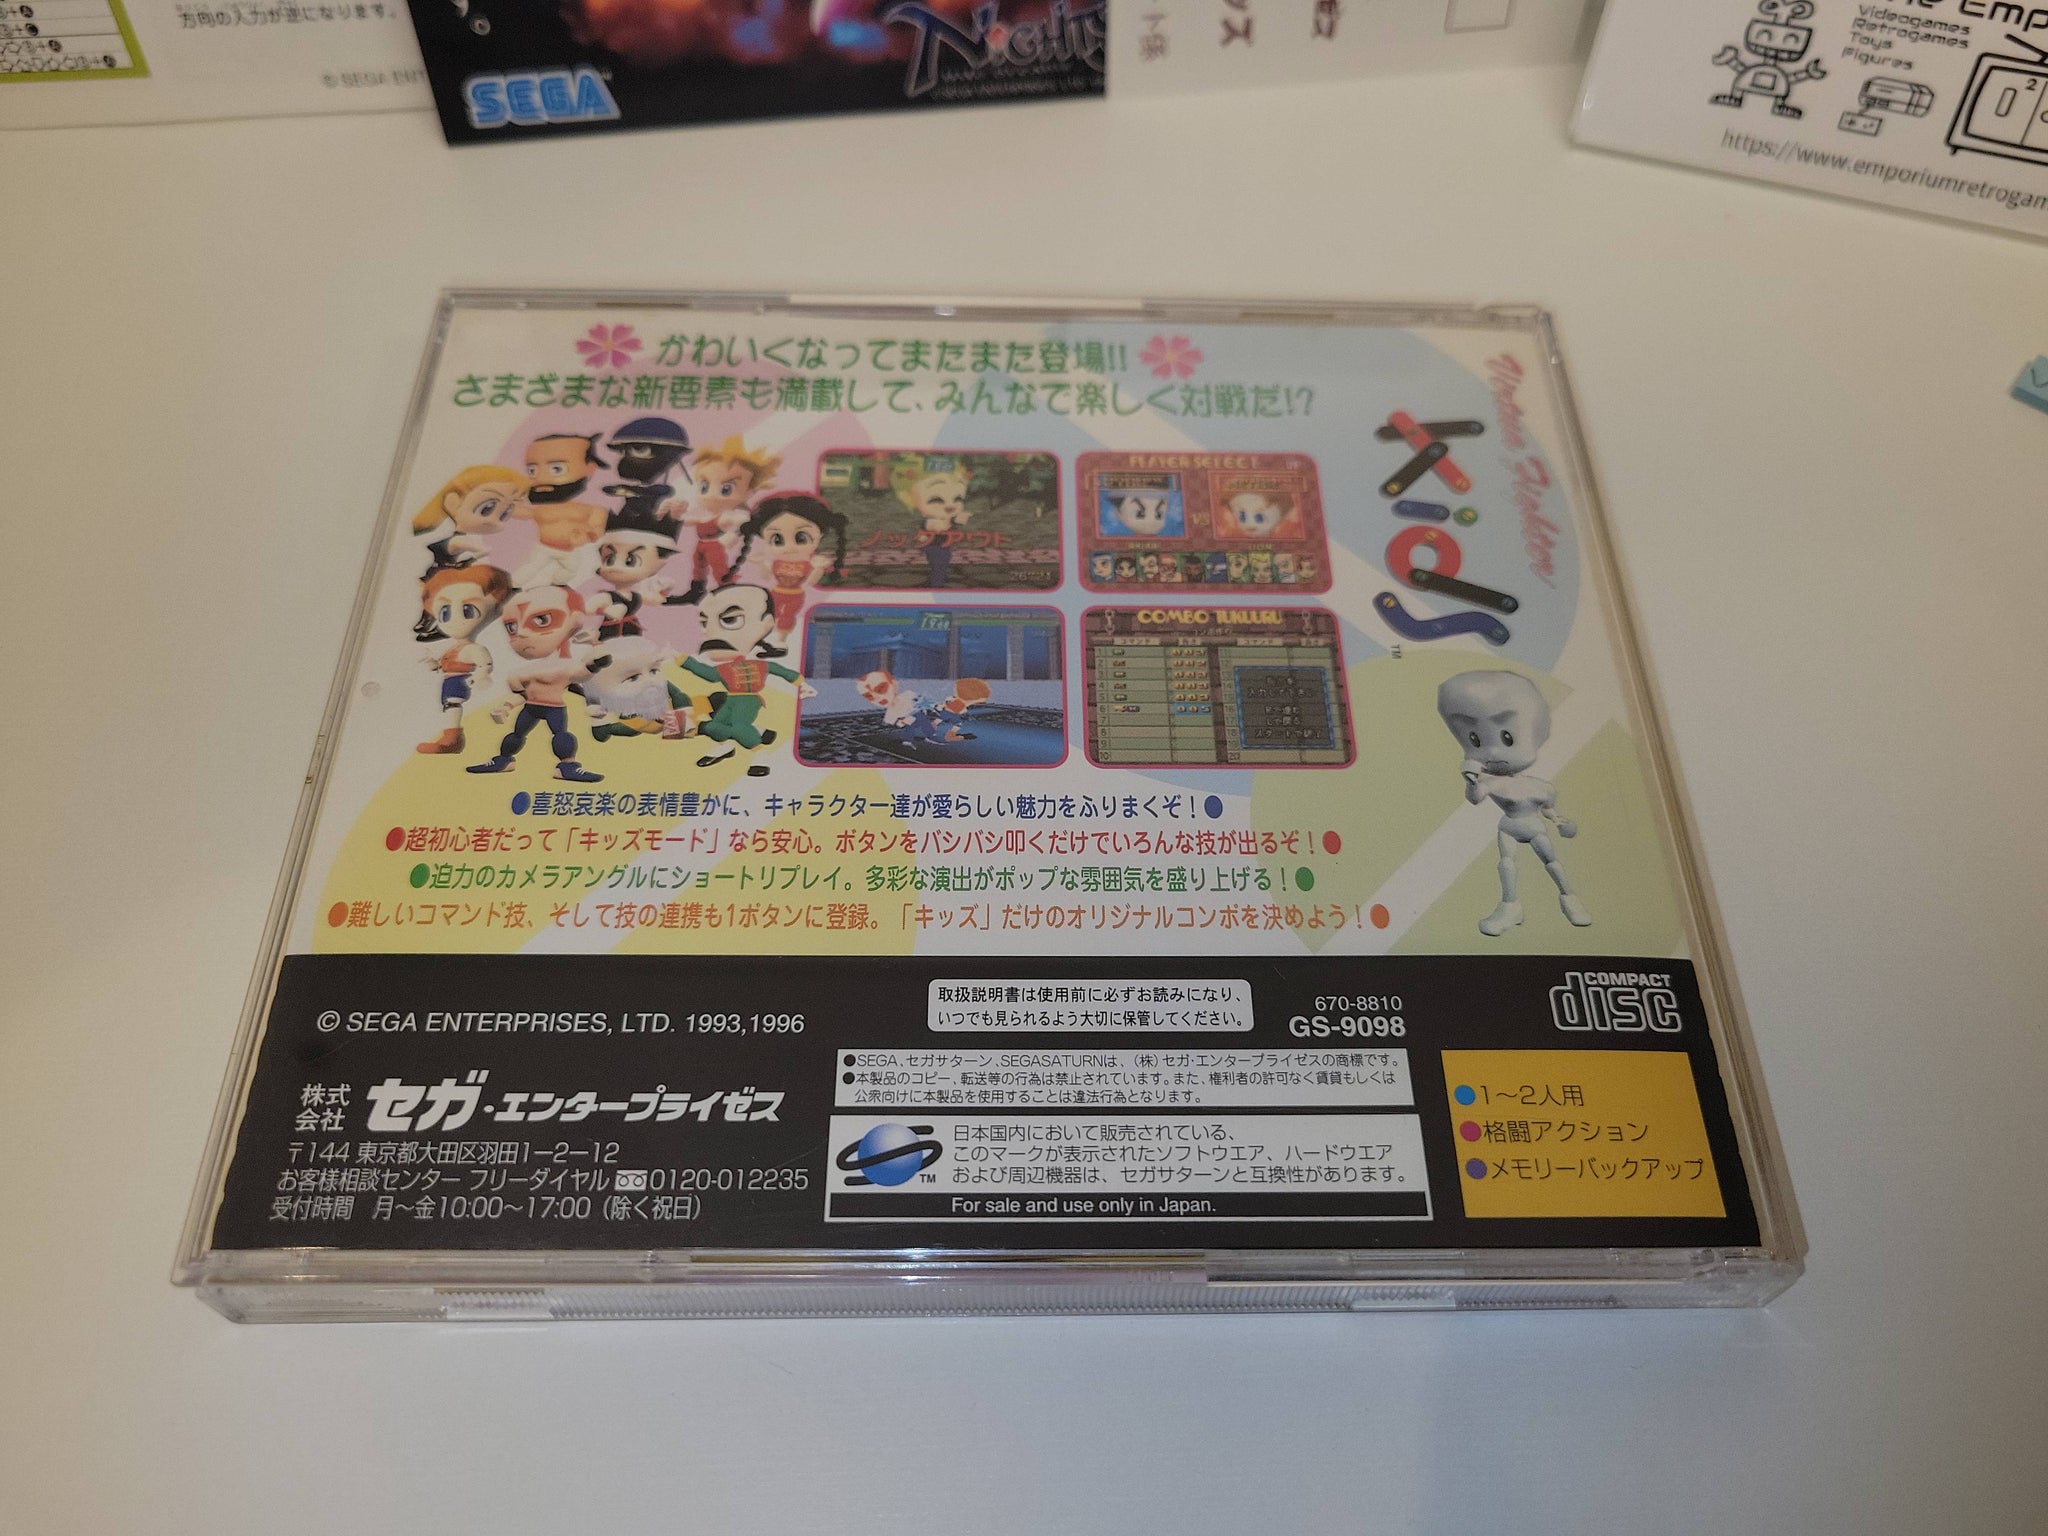 方向の入力が逆になります。
© SEGA ENT
SEGA
NiGHTS
Videogames
Retrogames
Toys
Figures
https://www.emporiumretrogam
かわいくなってまたまた登場!!
さまざまな新要素も満載して、みんなで楽しく対戦だ!?
Virtua Fighter
Kids
TM
ノックアウト
PLAYER SELECT
VS
COMBO TUKUURU
●喜怒哀楽の表情豊かに、キャラクター達が愛らしい魅力をふりまくぞ！●
●超初心者だって「キッズモード」なら安心。ボタンをバシバシ叩くだけでいろんな技が出るぞ！●
●迫力のカメラアングルにショートリプレイ。多彩な演出がポップな雰囲気を盛り上げる！●
●難しいコマンド技、そして技の連携も1ボタンに登録。「キッズ」だけのオリジナルコンボを決めよう！●
© SEGA ENTERPRISES, LTD. 1993,1996
取扱説明書は使用前に必ずお読みになり、
いつでも見られるよう大切に保管してください。
670-8810
GS-9098
COMPACT
disc
株式会社 セガ・エンタープライゼス
〒144 東京都大田区羽田1−2−12
お客様相談センター フリーダイヤル 0120-012235
受付時間 月〜金10:00〜17:00（除く祝日）
●SEGA、セガサターン、SEGASATURNは、（株）セガ・エンタープライゼスの商標です。
●本製品のコピー、転送等の行為は禁止されています。また、権利者の許可なく賃貸もしくは
公衆向けに本製品を使用することは違法行為となります。
TM
日本国内において販売されている、
このマークが表示されたソフトウエア、ハードウエア
および周辺機器は、セガサターンと互換性があります。
For sale and use only in Japan.
●1〜2人用
●格闘アクション
●メモリーバックアップ